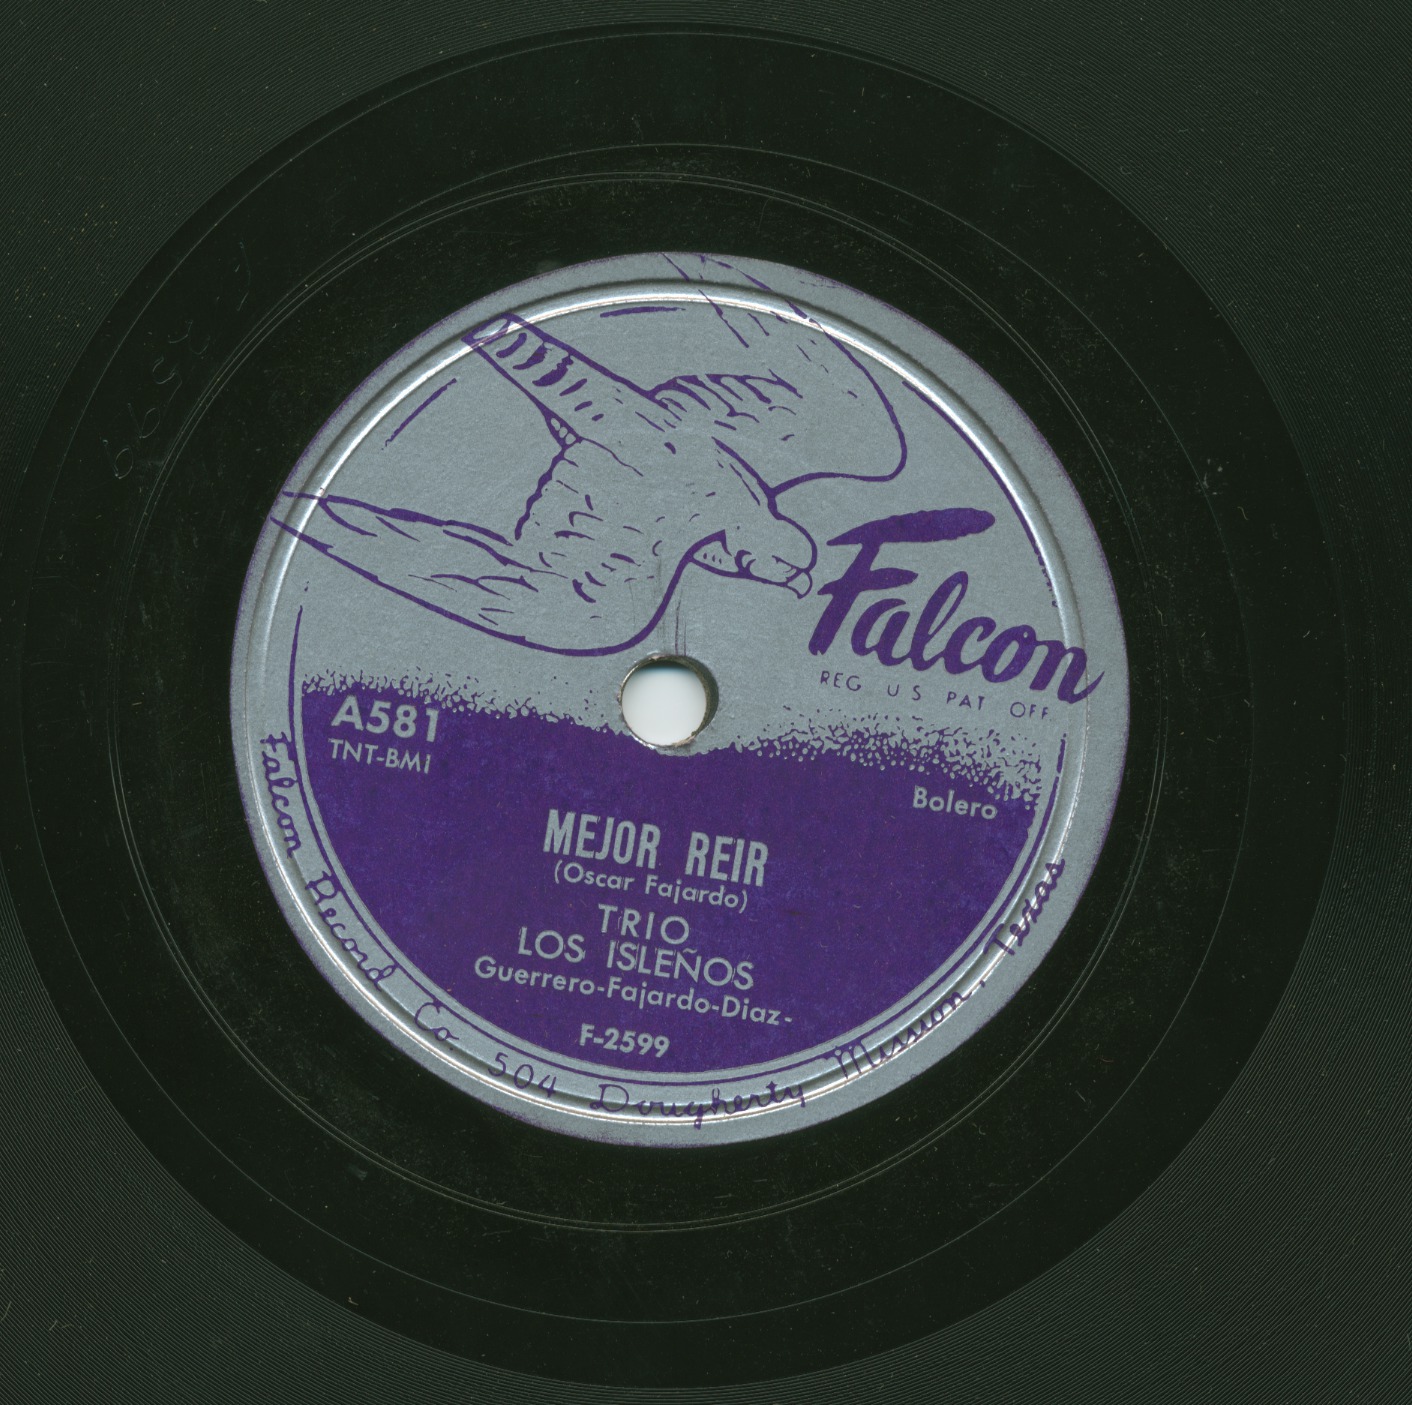 Falcon
REG US PAT OFF
A581
TNT-BMI
Bolero
MEJOR REIR
(Oscar Fajardo)
TRIO
LOS ISLEÑOS
Guerrero-Fajardo-Diaz-
F-2599
Falcon Record Co. 504 Dougherty Mission, Texas